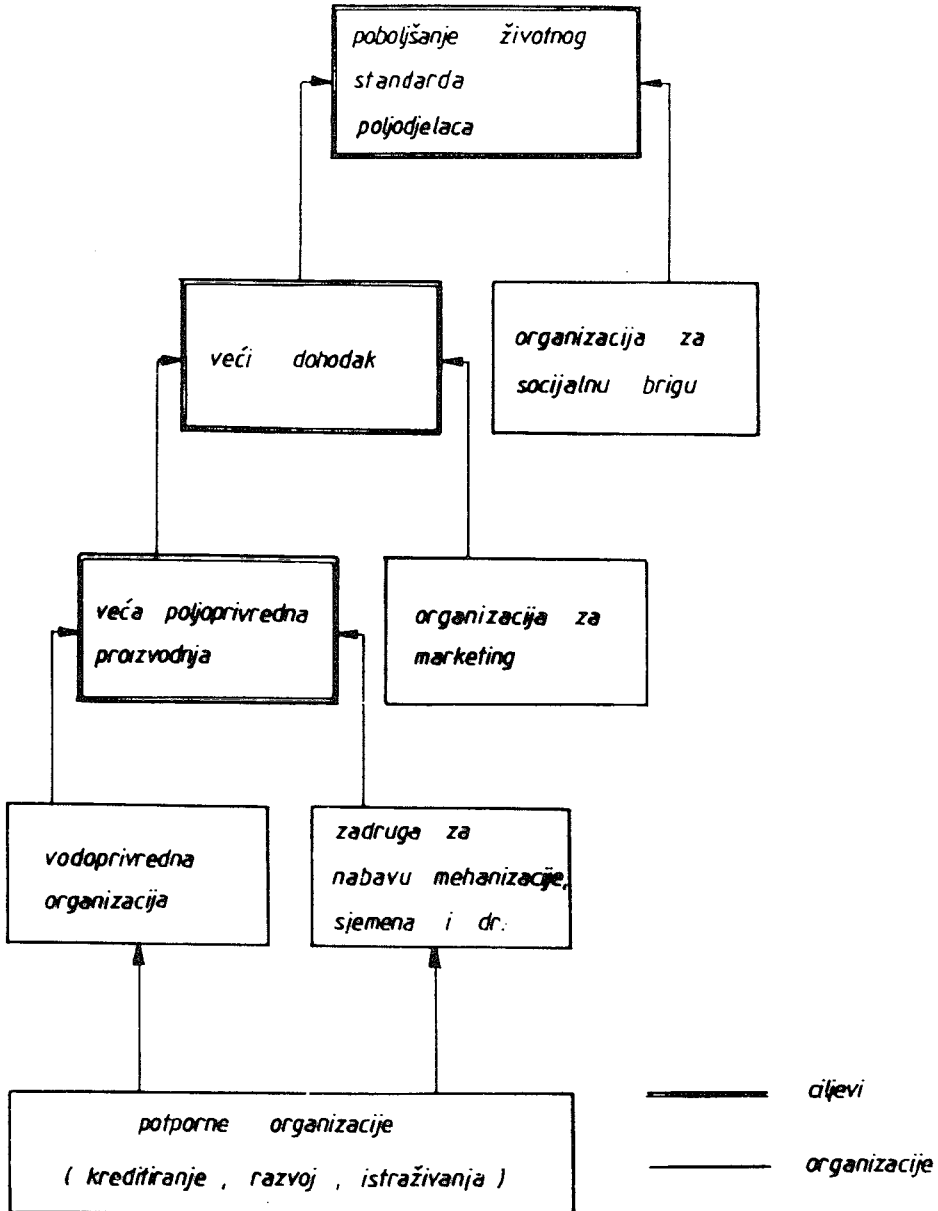 poboljšanje životnog
standarda
poljodjelaca
veći dohodak
organizacija za
socijalnu brigu
veća poljoprivredna
proizvodnja
organizacija za
marketing
vodoprivredna
organizacija
zadruga za
nabavu mehanizacije,
sjemena i dr.
potporne organizacije
( kreditiranje , razvoj , istraživanja )
ciljevi
organizacije